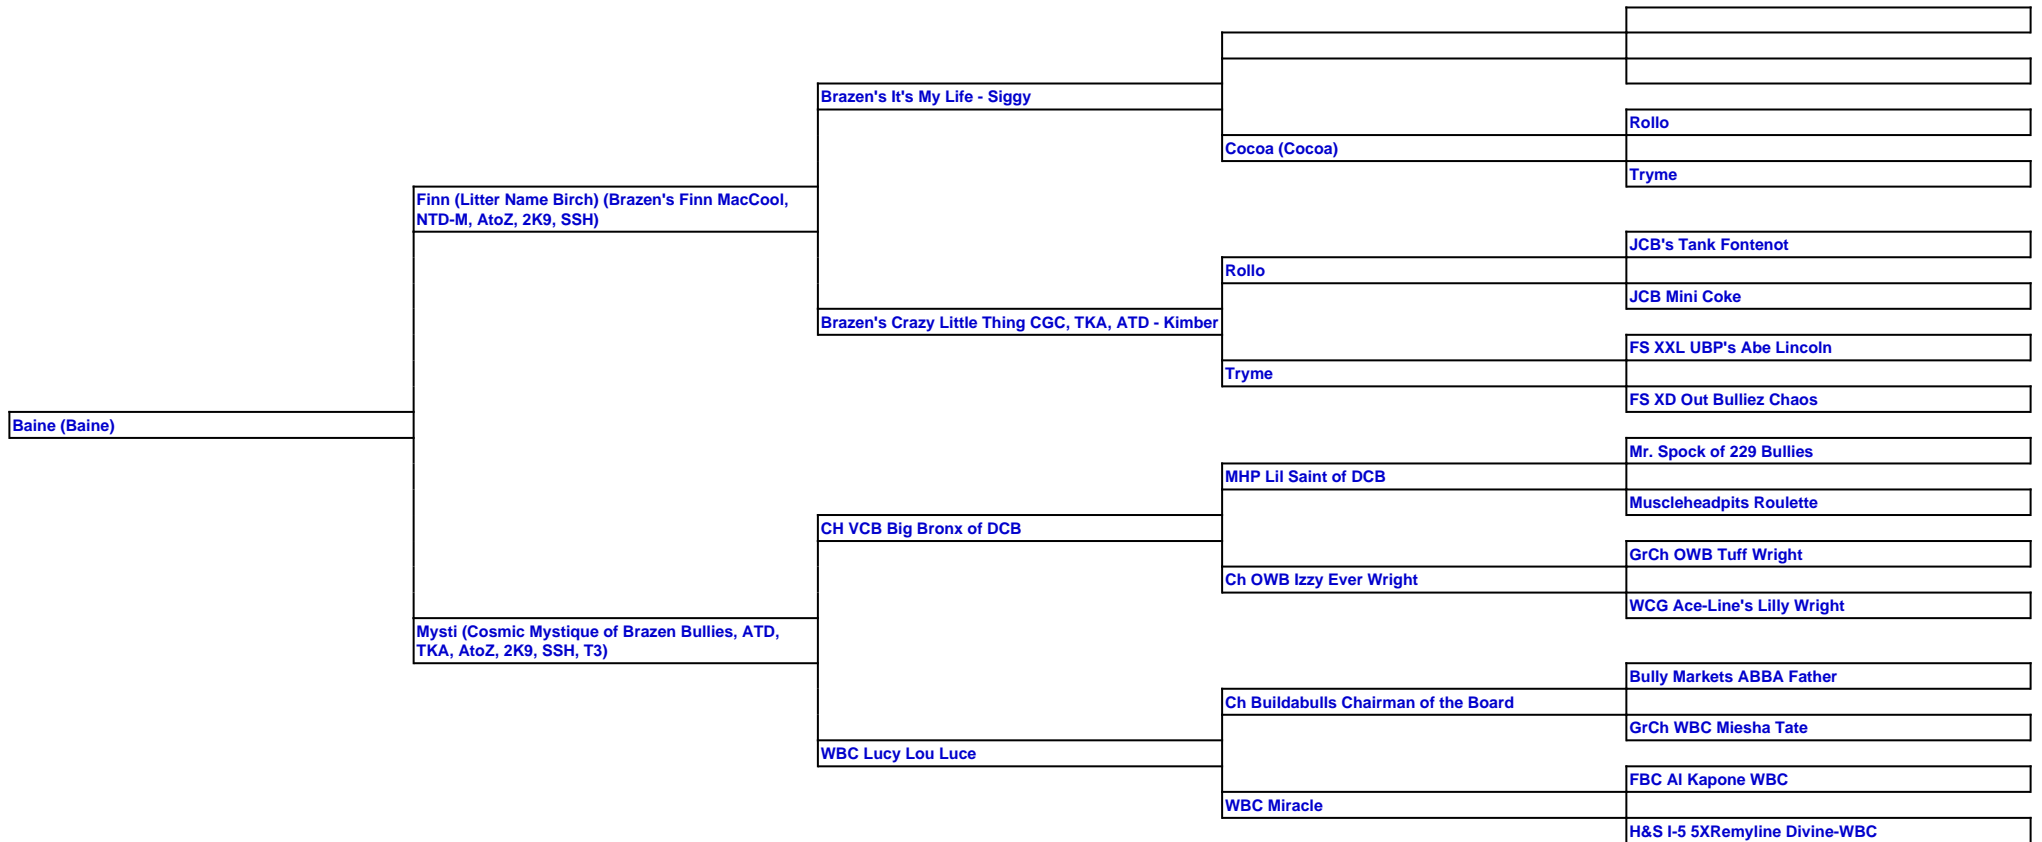 Brazen's It's My Life - Siggy
Rollo
Cocoa (Cocoa)
Tryme
Finn (Litter Name Birch) (Brazen's Finn MacCool,
NTD-M, AtoZ, 2K9, SSH)
JCB's Tank Fontenot
Rollo
JCB Mini Coke
Brazen's Crazy Little Thing CGC, TKA, ATD - Kimber
FS XXL UBP's Abe Lincoln
Tryme
FS XD Out Bulliez Chaos
Baine (Baine)
Mr. Spock of 229 Bullies
MHP Lil Saint of DCB
Muscleheadpits Roulette
CH VCB Big Bronx of DCB
GrCh OWB Tuff Wright
Ch OWB Izzy Ever Wright
WCG Ace-Line's Lilly Wright
Mysti (Cosmic Mystique of Brazen Bullies, ATD,
TKA, AtoZ, 2K9, SSH, T3)
Bully Markets ABBA Father
Ch Buildabulls Chairman of the Board
GrCh WBC Miesha Tate
WBC Lucy Lou Luce
FBC Al Kapone WBC
WBC Miracle
H&S I-5 5XRemyline Divine-WBC